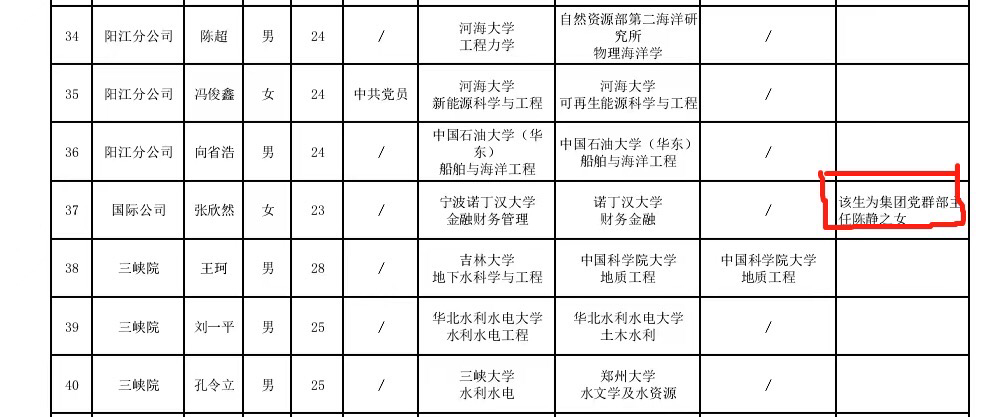 34 阳江分公司 陈超 男 24 / 河海大学 工程力学 自然资源部第二海洋研究所 物理海洋学 /
35 阳江分公司 冯俊鑫 女 24 中共党员 河海大学 新能源科学与工程 河海大学 可再生能源科学与工程 /
36 阳江分公司 向省浩 男 24 / 中国石油大学（华东） 船舶与海洋工程 中国石油大学（华东） 船舶与海洋工程 /
37 国际公司 张欣然 女 23 / 宁波诺丁汉大学 金融财务管理 诺丁汉大学 财务金融 / 该生为集团党群部主任陈静之女
38 三峡院 王珂 男 28 / 吉林大学 地下水科学与工程 中国科学院大学 地质工程 中国科学院大学 地质工程
39 三峡院 刘一平 男 25 / 华北水利水电大学 水利水电工程 华北水利水电大学 土木水利 /
40 三峡院 孔令立 男 25 / 三峡大学 水利水电 郑州大学 水文学及水资源 /